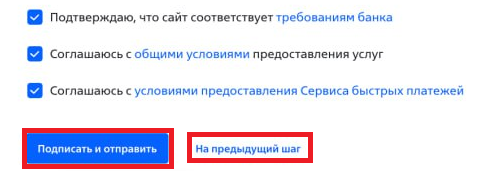 Подтверждаю, что сайт соответствует требованиям банка
Соглашаюсь с общими условиями предоставления услуг
Соглашаюсь с условиями предоставления Сервиса быстрых платежей
Подписать и отправить На предыдущий шаг